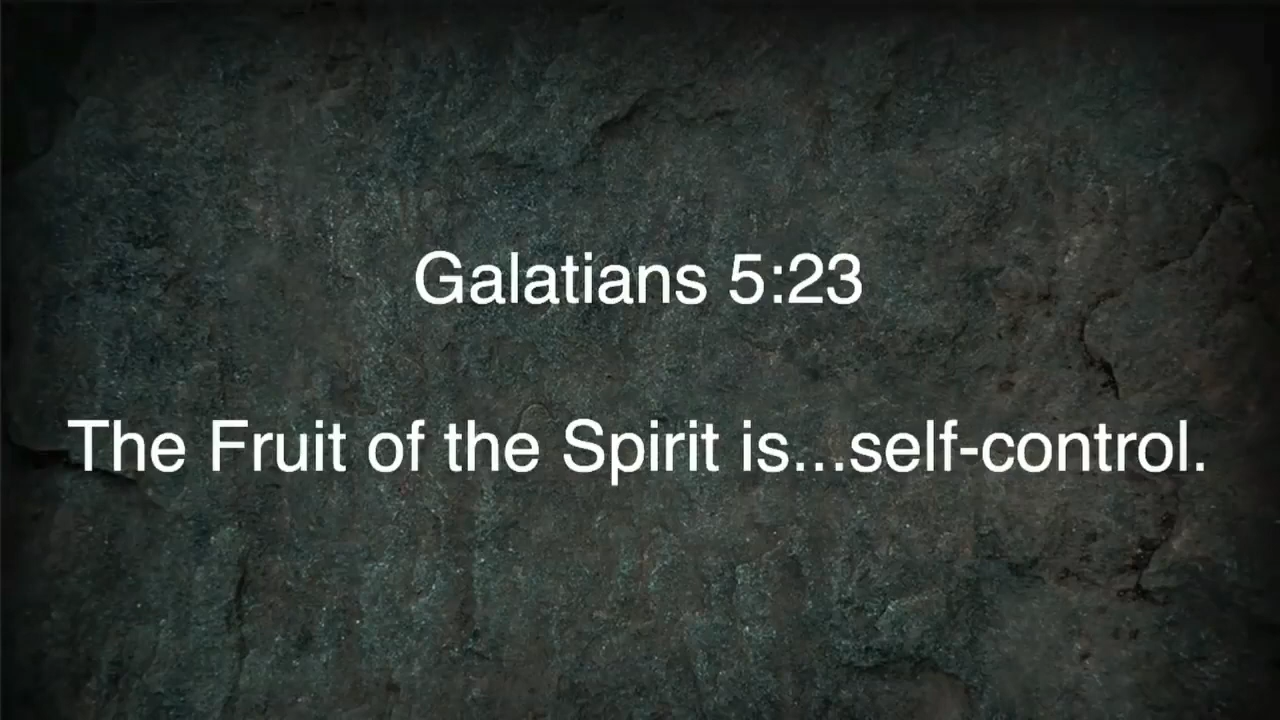 Galatians 5:23
The Fruit of the Spirit is...self-control.